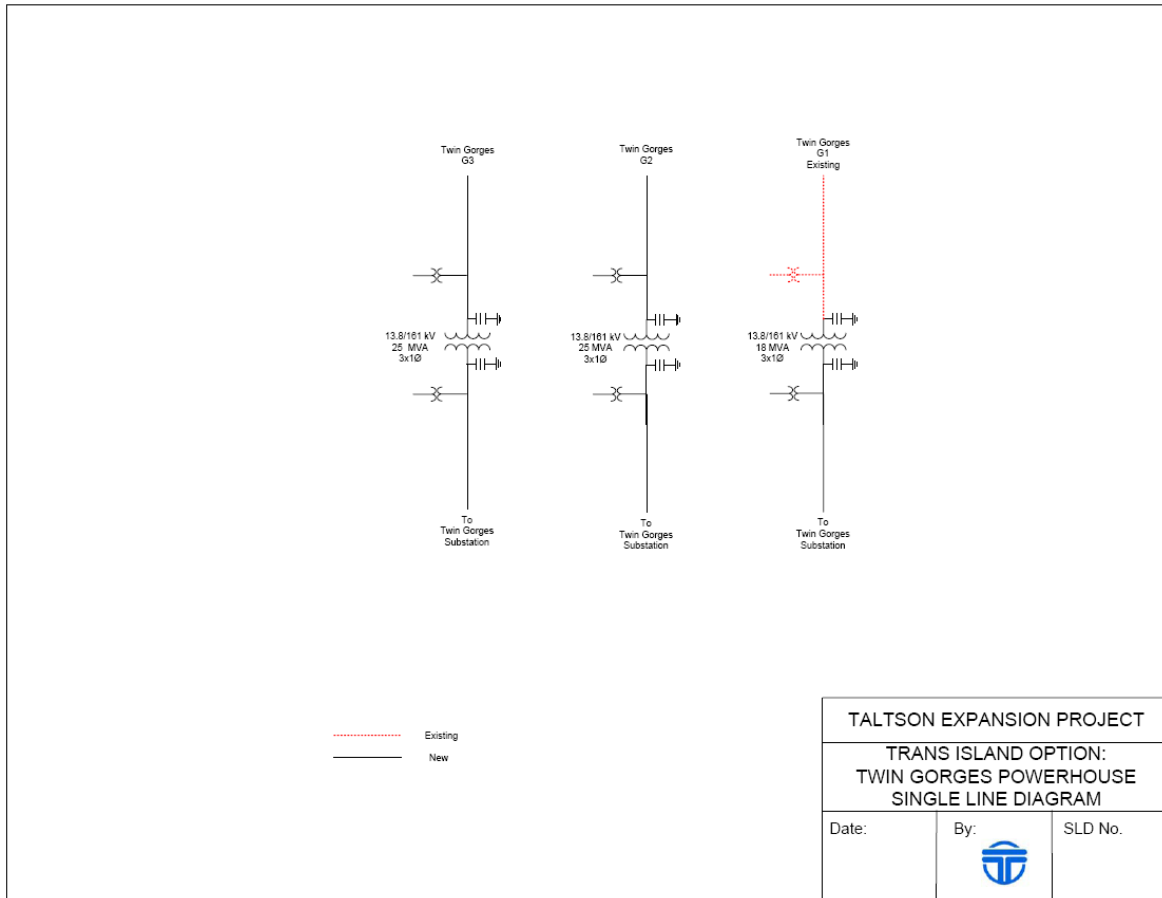 Twin Gorges
G3
Twin Gorges
G2
Twin Gorges
G1
Existing
13.8/161 kV
25 MVA
3x1Ø
13.8/161 kV
25 MVA
3x1Ø
13.8/161 kV
18 MVA
3x1Ø
To
Twin Gorges
Substation
To
Twin Gorges
Substation
To
Twin Gorges
Substation
Existing
New
TALTSON EXPANSION PROJECT
TRANS ISLAND OPTION:
TWIN GORGES POWERHOUSE
SINGLE LINE DIAGRAM
Date:
By:
SLD No.